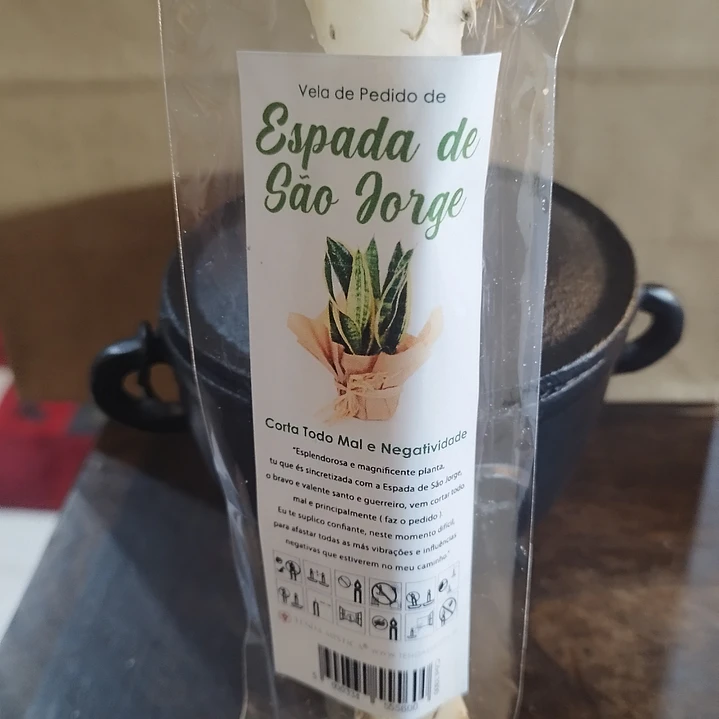 Vela de Pedido de
Espada de
São Jorge
Corta Todo Mal e Negatividade
"Esplendorosa e magnificente planta,
tu que és sincretizada com a Espada de São Jorge,
o bravo e valente santo e guerreiro, vem cortar todo
mal e principalmente ( faz o pedido )
Eu te suplico confiante, neste momento difícil,
para afastar todas as más vibrações e influências
negativas que estiverem no meu caminho."